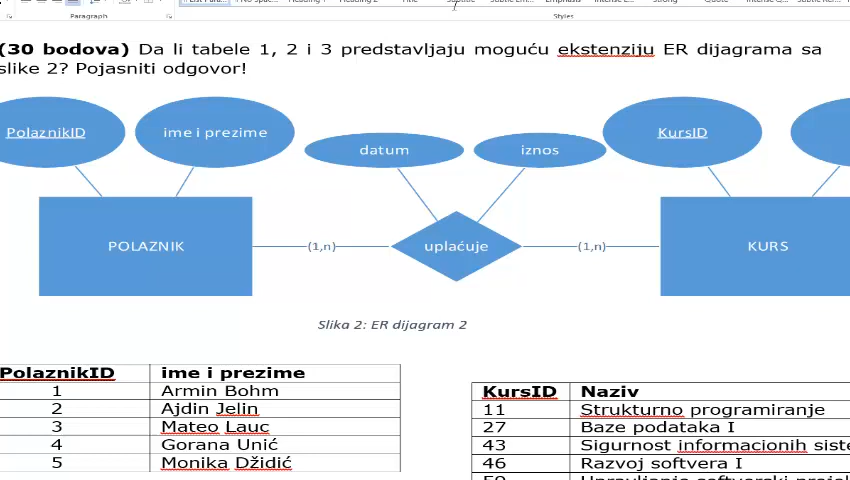 Paragraph
Styles
(30 bodova) Da li tabele 1, 2 i 3 predstavljaju moguću ekstenziju ER dijagrama sa
slike 2? Pojasniti odgovor!
PolaznikID
ime i prezime
datum
iznos
KursID
POLAZNIK
(1,n)
uplaćuje
(1,n)
KURS
Slika 2: ER dijagram 2
PolaznikID ime i prezime
1 Armin Bohm
2 Ajdin Jelin
3 Mateo Lauc
4 Gorana Unić
5 Monika Džidić
KursID Naziv
11 Strukturno programiranje
27 Baze podataka I
43 Sigurnost informacionih siste
46 Razvoj softvera I